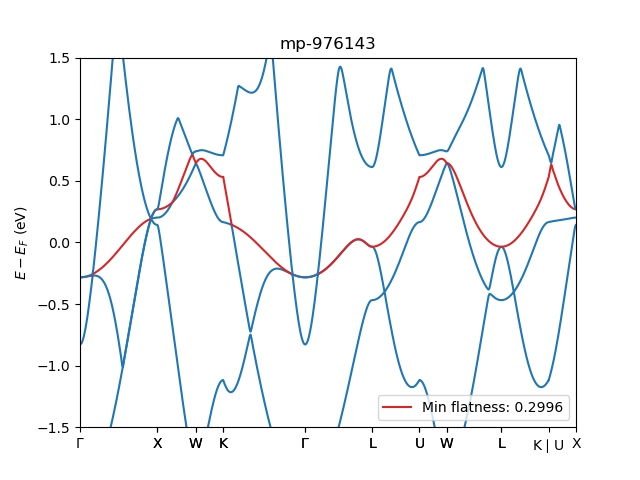 mp-976143
E − E_F (eV)
1.5
1.0
0.5
0.0
−0.5
−1.0
−1.5
Min flatness: 0.2996
Γ X W K Γ L U W L K | U X